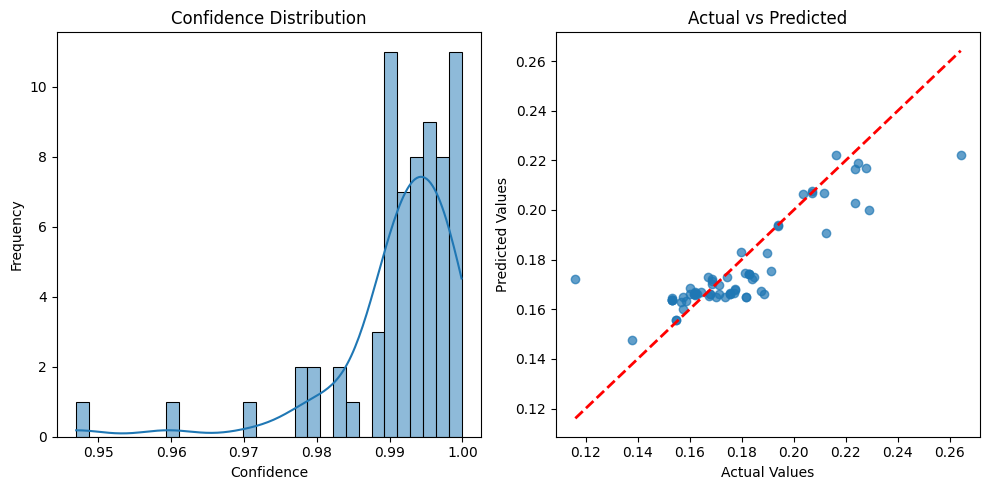 Confidence Distribution
10
8
6
4
2
0
Frequency
0.95 0.96 0.97 0.98 0.99 1.00
Confidence
Actual vs Predicted
0.26
0.24
0.22
0.20
0.18
0.16
0.14
0.12
Predicted Values
0.12 0.14 0.16 0.18 0.20 0.22 0.24 0.26
Actual Values